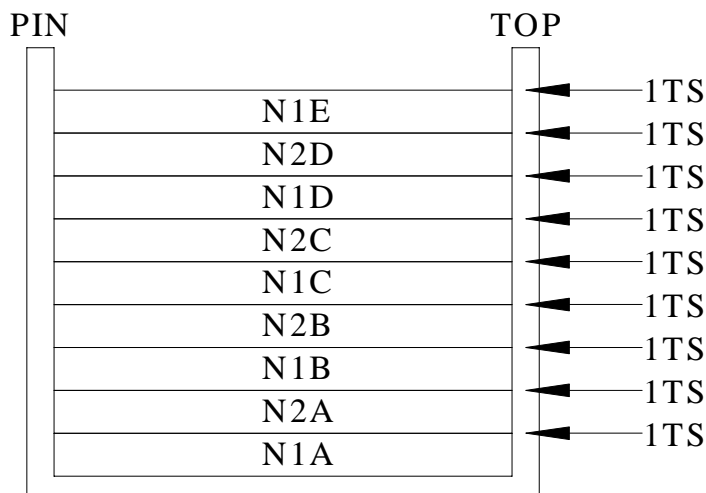 PIN TOP
1TS
N1E
1TS
N2D
1TS
N1D
1TS
N2C
1TS
N1C
1TS
N2B
1TS
N1B
1TS
N2A
1TS
N1A